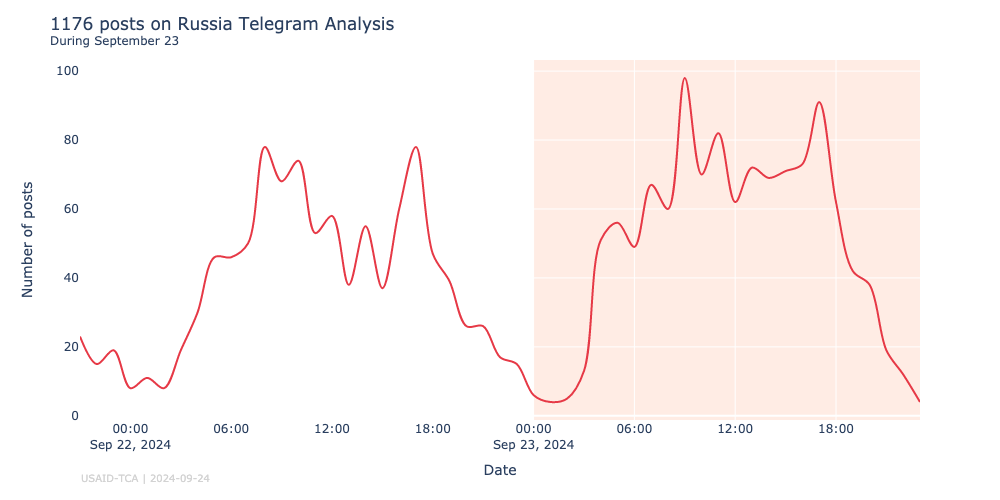 1176 posts on Russia Telegram Analysis
During September 23
100
80
60
40
20
0
Number of posts
00:00
Sep 22, 2024
06:00
12:00
18:00
00:00
Sep 23, 2024
06:00
12:00
18:00
Date
USAID-TCA | 2024-09-24